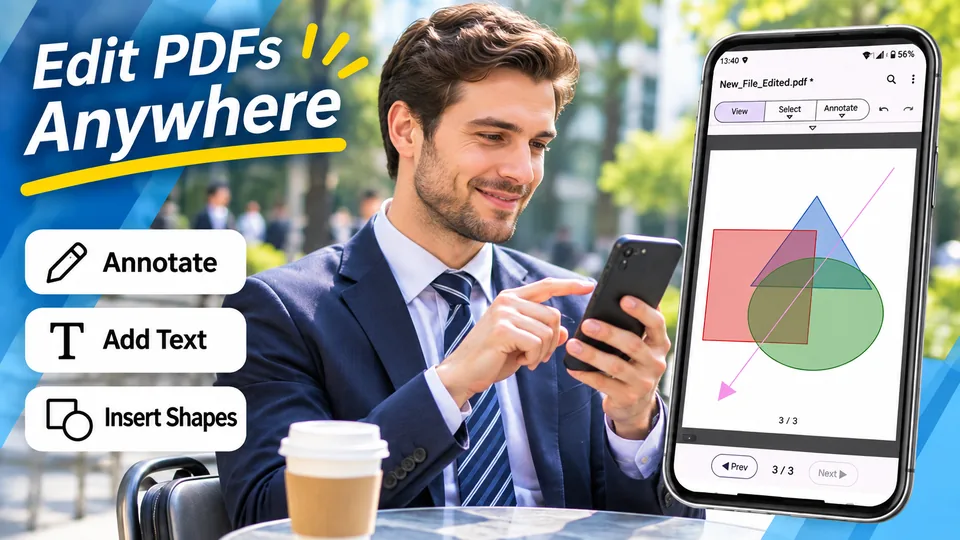 Edit PDFs
Anywhere
Annotate
T Add Text
Insert Shapes
13:40 56%
New_File_Edited.pdf *
View Select Annotate
3 / 3
Prev 3 / 3 Next